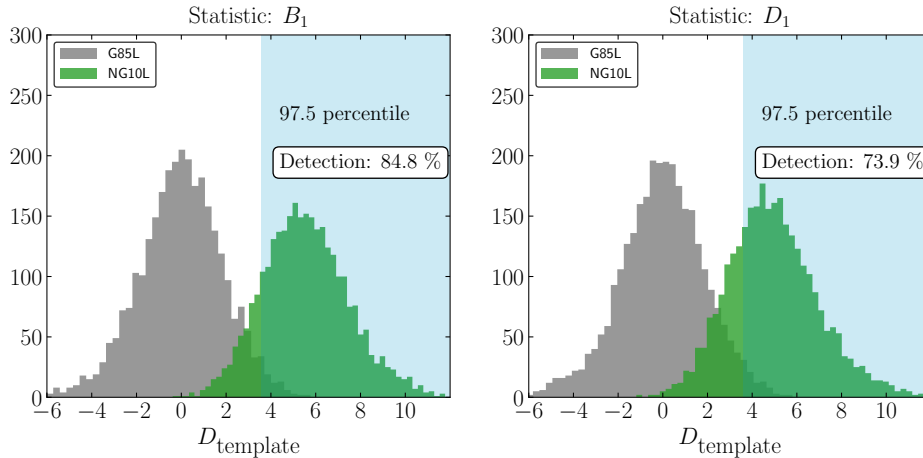 Statistic: B₁
300
250
200
150
100
50
0
G85L
NG10L
97.5 percentile
Detection: 84.8 %
−6 −4 −2 0 2 4 6 8 10
D_template
Statistic: D₁
300
250
200
150
100
50
0
G85L
NG10L
97.5 percentile
Detection: 73.9 %
−6 −4 −2 0 2 4 6 8 10
D_template